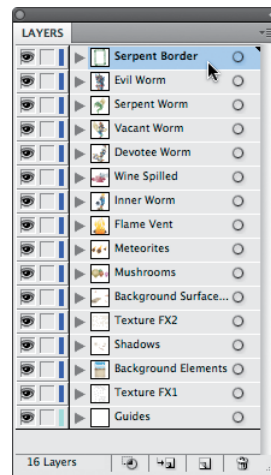 LAYERS
Serpent Border
Evil Worm
Serpent Worm
Vacant Worm
Devotee Worm
Wine Spilled
Inner Worm
Flame Vent
Meteorites
Mushrooms
Background Surface...
Texture FX2
Shadows
Background Elements
Texture FX1
Guides
16 Layers